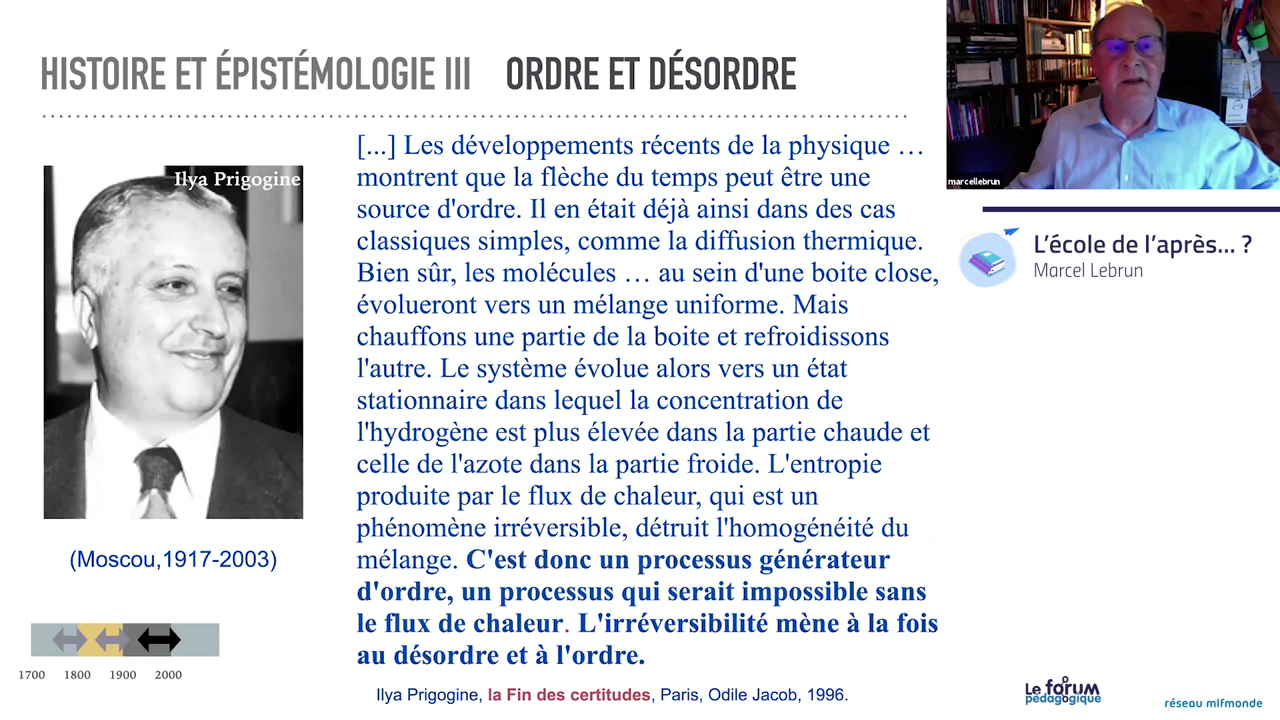 HISTOIRE ET ÉPISTÉMOLOGIE III ORDRE ET DÉSORDRE
Ilya Prigogine
(Moscou,1917-2003)
1700 1800 1900 2000
[...] Les développements récents de la physique …
montrent que la flèche du temps peut être une
source d'ordre. Il en était déjà ainsi dans des cas
classiques simples, comme la diffusion thermique.
Bien sûr, les molécules … au sein d'une boite close,
évolueront vers un mélange uniforme. Mais
chauffons une partie de la boite et refroidissons
l'autre. Le système évolue alors vers un état
stationnaire dans lequel la concentration de
l'hydrogène est plus élevée dans la partie chaude et
celle de l'azote dans la partie froide. L'entropie
produite par le flux de chaleur, qui est un
phénomène irréversible, détruit l'homogénéité du
mélange. C'est donc un processus générateur
d'ordre, un processus qui serait impossible sans
le flux de chaleur. L'irréversibilité mène à la fois
au désordre et à l'ordre.
Ilya Prigogine, la Fin des certitudes, Paris, Odile Jacob, 1996.
marcellebrun
L'école de l'après... ?
Marcel Lebrun
Le forum
pédagogique
réseau mlfmonde